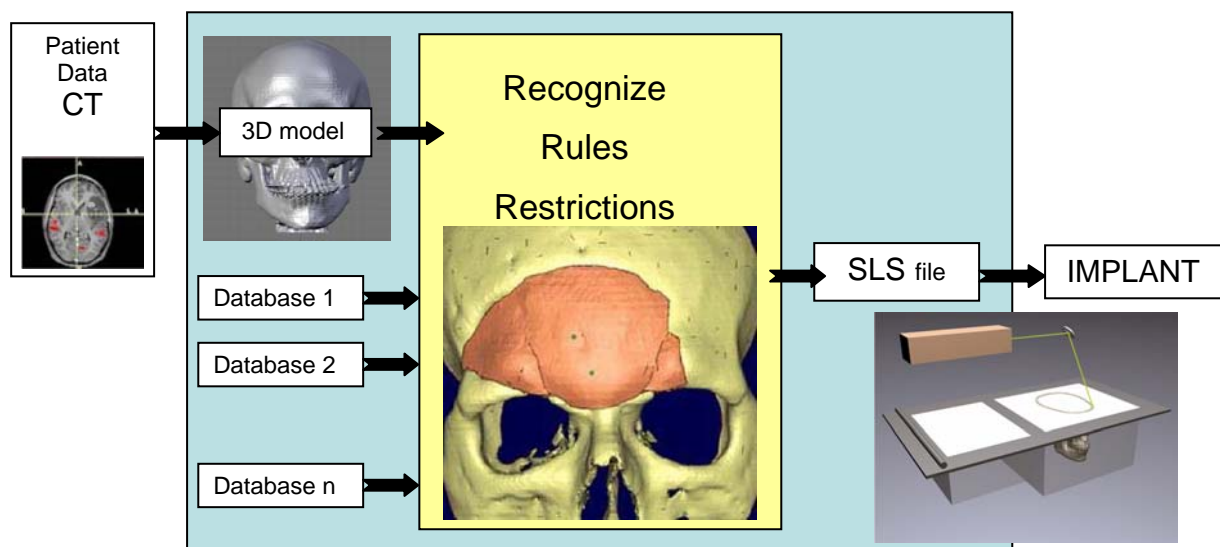 Patient
Data
CT
3D model
Recognize
Rules
Restrictions
Database 1
Database 2
Database n
SLS file
IMPLANT